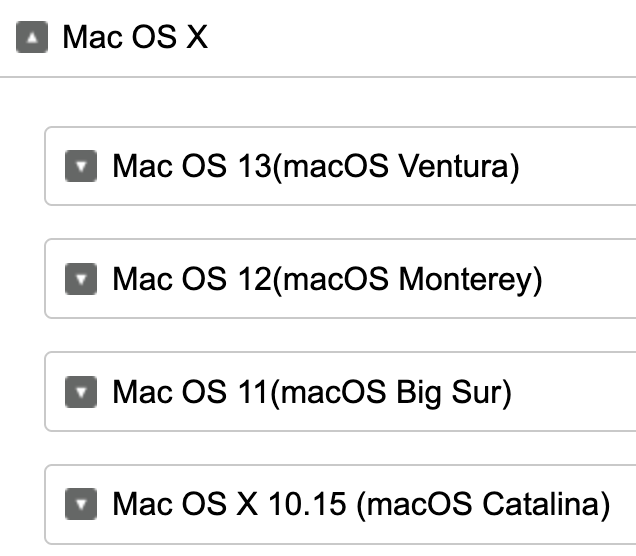 Mac OS X
Mac OS 13(macOS Ventura)
Mac OS 12(macOS Monterey)
Mac OS 11(macOS Big Sur)
Mac OS X 10.15 (macOS Catalina)